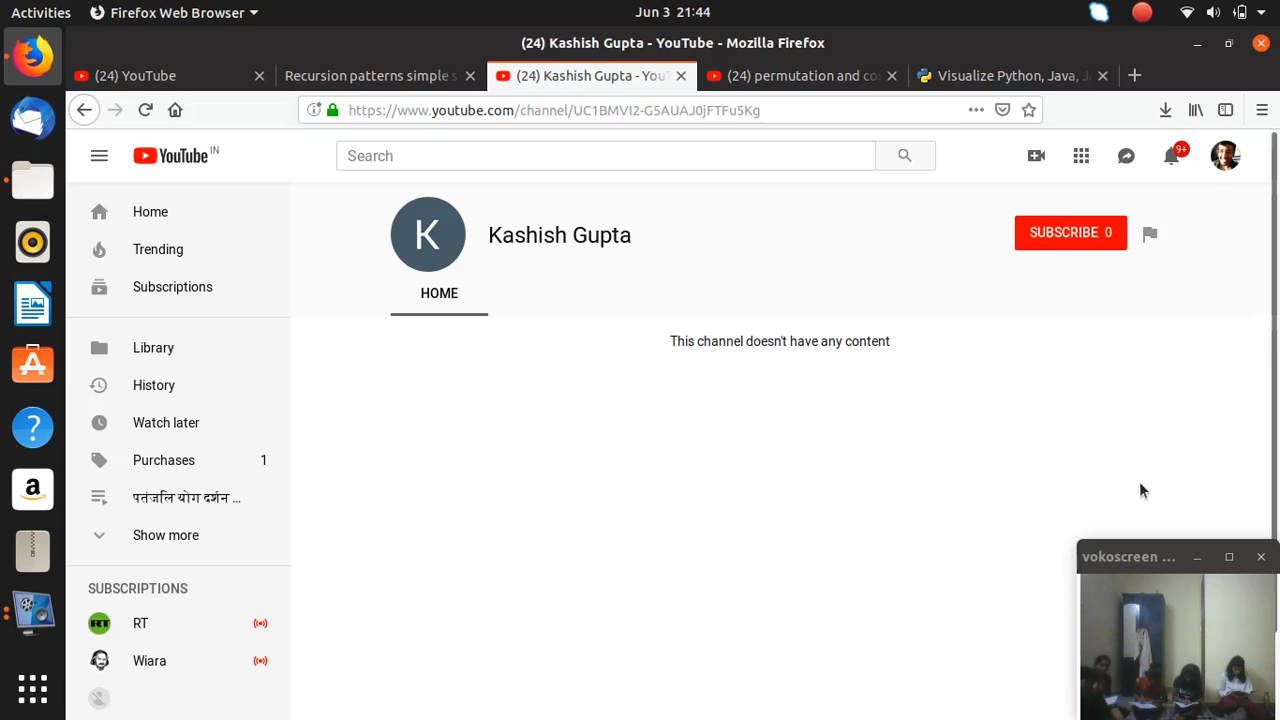 Activities
Firefox Web Browser
Jun 3 21:44
(24) Kashish Gupta - YouTube - Mozilla Firefox
(24) YouTube
Recursion patterns simple s
(24) Kashish Gupta - YouT
(24) permutation and co
Visualize Python, Java, J
https://www.youtube.com/channel/UC1BMVI2-G5AUAJ0jFTFu5Kg
YouTube IN
Search
9+
Home
Trending
Subscriptions
Library
History
Watch later
Purchases 1
पतंजलि योग दर्शन ...
Show more
SUBSCRIPTIONS
RT RT
Wiara
K
Kashish Gupta
SUBSCRIBE 0
HOME
This channel doesn't have any content
vokoscreen ...